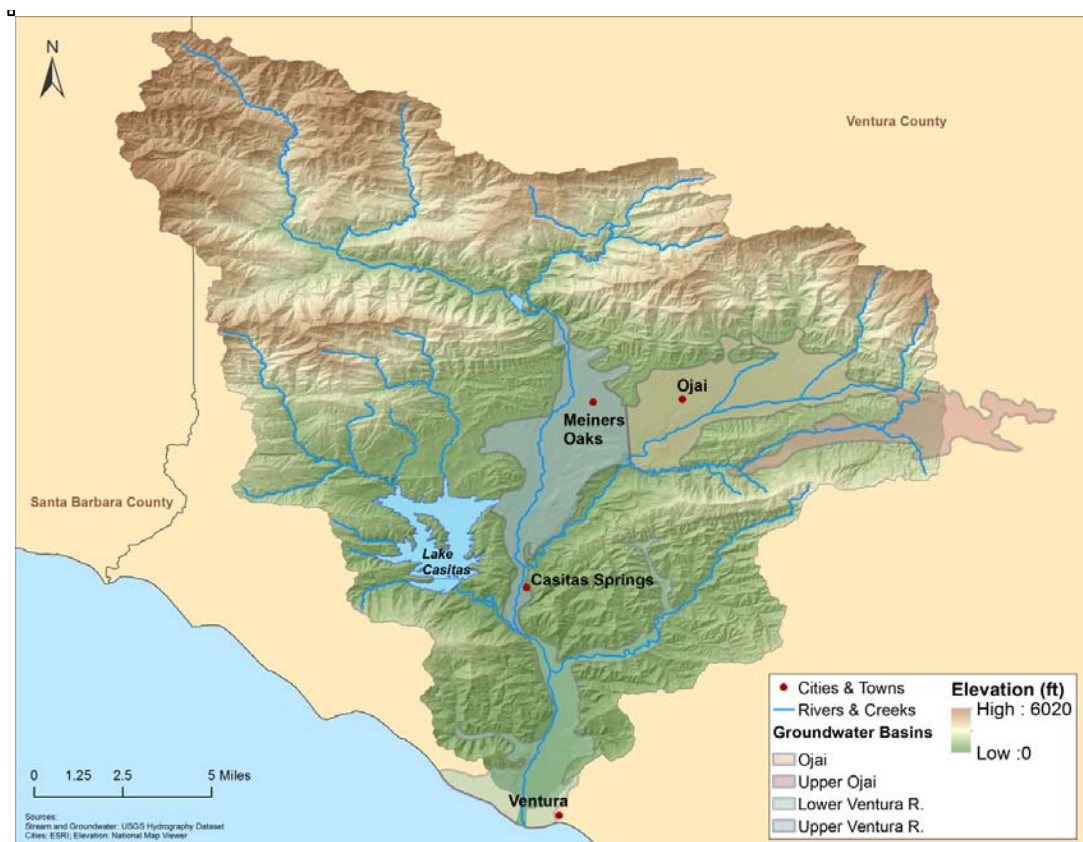 N
Ventura County
Ojai
Meiners
Oaks
Santa Barbara County
Lake
Casitas
Casitas Springs
Ventura
0 1.25 2.5 5 Miles
Sources:
Stream and Groundwater: USGS Hydrography Dataset
Cities: ESRI; Elevation: National Map Viewer
Cities & Towns
Rivers & Creeks
Groundwater Basins
Ojai
Upper Ojai
Lower Ventura R.
Upper Ventura R.
Elevation (ft)
High : 6020
Low :0